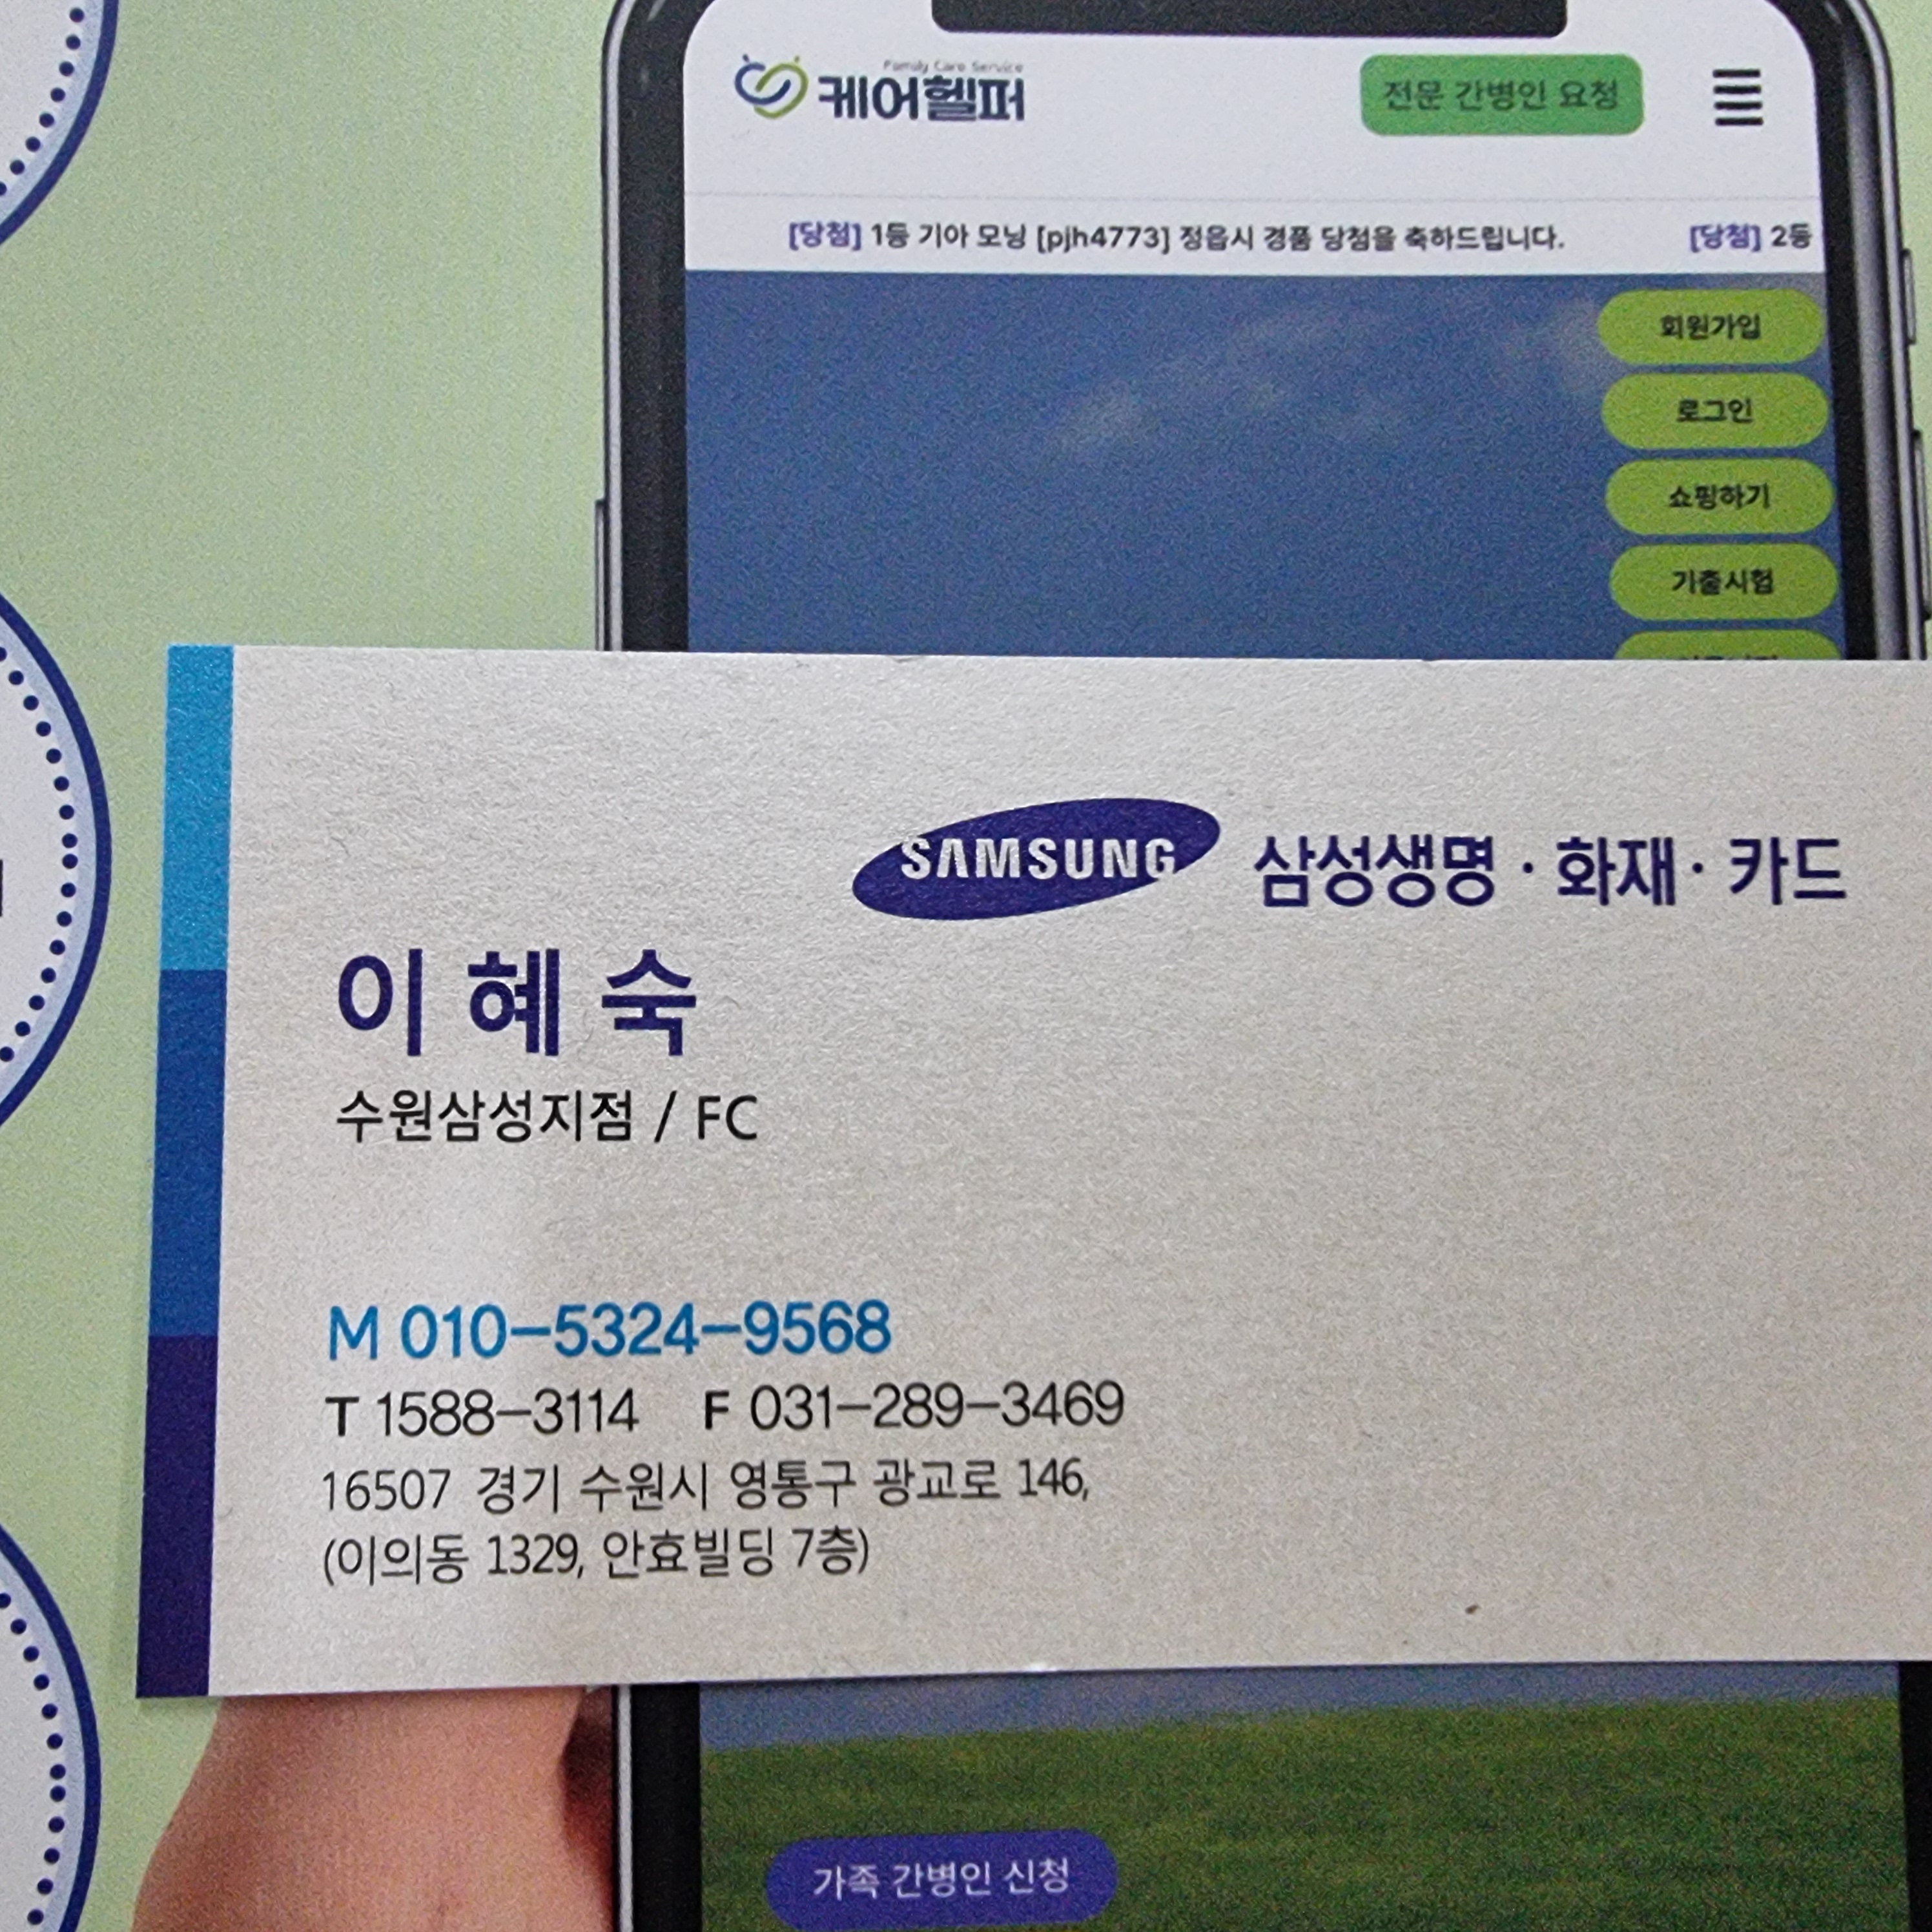 Family Care Service
케어헬퍼
전문 간병인 요청
[당첨] 1등 기아 모닝 [pjh4773] 정읍시 경품 당첨을 축하드립니다. [당첨] 2등
회원가입
로그인
쇼핑하기
기출시험
SAMSUNG 삼성생명 · 화재 · 카드
이혜숙
수원삼성지점 / FC
M 010-5324-9568
T 1588-3114 F 031-289-3469
16507 경기 수원시 영통구 광교로 146,
(이의동 1329, 안효빌딩 7층)
가족 간병인 신청